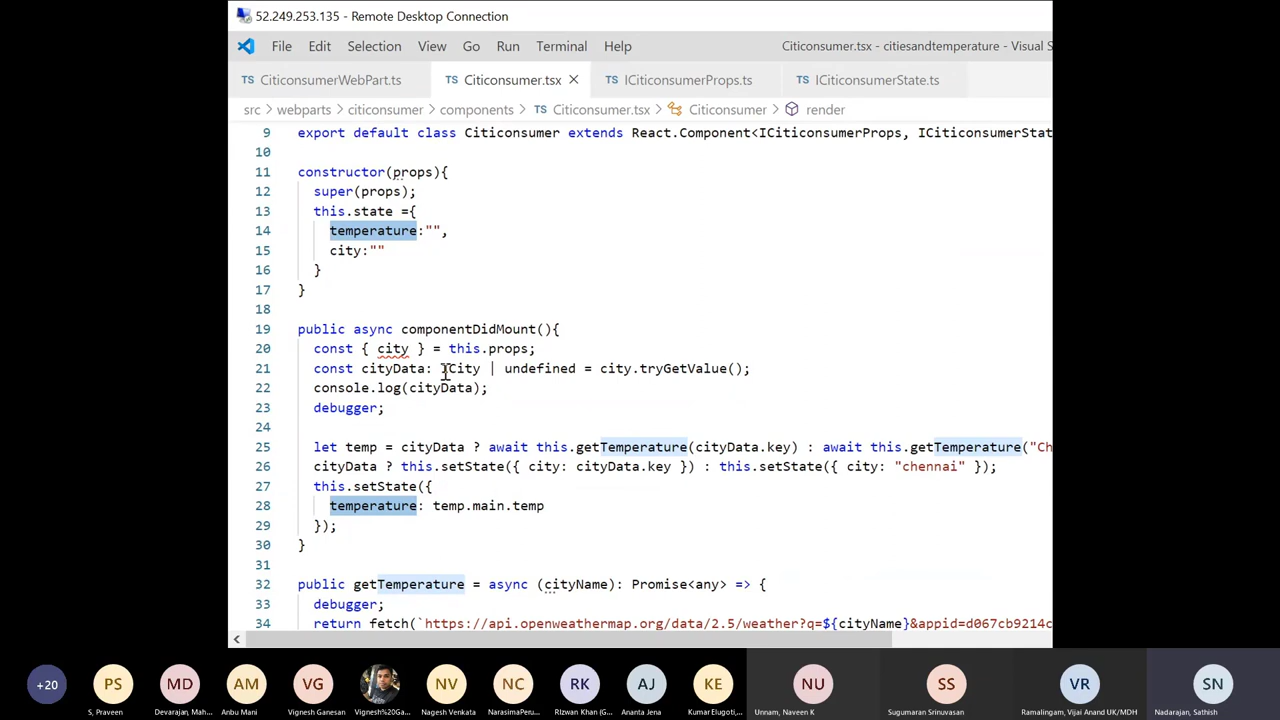 52.249.253.135 - Remote Desktop Connection
File Edit Selection View Go Run Terminal Help Citiconsumer.tsx - citiesandtemperature - Visual S
TS CiticonsumerWebPart.ts TS Citiconsumer.tsx TS ICiticonsumerProps.ts TS ICiticonsumerState.ts
src > webparts > citiconsumer > components > TS Citiconsumer.tsx > Citiconsumer > render
9 export default class Citiconsumer extends React.Component<ICiticonsumerProps, ICiticonsumerStat
10
11 constructor(props){
12 super(props);
13 this.state ={
14 temperature:"",
15 city:""
16 }
17 }
18
19 public async componentDidMount(){
20 const { city } = this.props;
21 const cityData: ICity | undefined = city.tryGetValue();
22 console.log(cityData);
23 debugger;
24
25 let temp = cityData ? await this.getTemperature(cityData.key) : await this.getTemperature("Ch
26 cityData ? this.setState({ city: cityData.key }) : this.setState({ city: "chennai" });
27 this.setState({
28 temperature: temp.main.temp
29 });
30 }
31
32 public getTemperature = async (cityName): Promise<any> => {
33 debugger;
34 return fetch(`https://api.openweathermap.org/data/2.5/weather?q=${cityName}&appid=d067cb9214c
+20 PS MD AM VG NV NC RK AJ KE NU SS VR SN
S, Praveen Devarajan, Mah... Anbu Mani Vignesh Ganesan Vignesh%20Ga... Nagesh Venkata NarasimaPeru... RIzwan Khan (G... Ananta Jena Kumar Elugoti,... Unnam, Naveen K Sugumaran Srinuvasan Ramalingam, Vijai Anand UK/MDH Nadarajan, Sathish